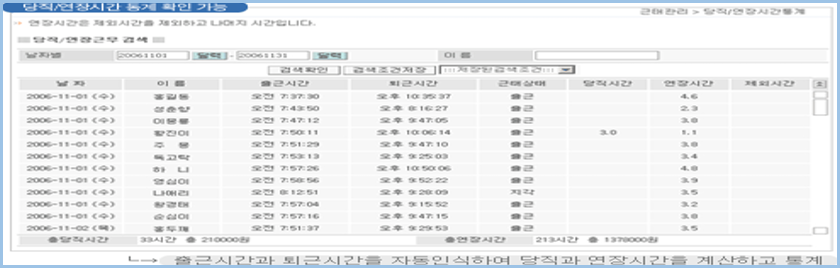 당직/연장시간 통계 확인 가능
근태관리 > 당직/연장시간통계
연장시간은 제외시간을 제외하고 나머지 시간입니다.
당직/연장근무 검색
날짜별 20061101 달력 - 20061131 달력 이 름
검색확인 검색조건저장 :::저장된검색조건:::
날 짜 이 름 출근시간 퇴근시간 근태상태 당직시간 연장시간 제외시간
2006-11-01 (수) 홍길동 오전 7:37:30 오후 10:35:37 출근 4.6
2006-11-01 (수) 성춘향 오전 7:43:50 오후 8:16:27 출근 2.3
2006-11-01 (수) 이몽룡 오전 7:47:12 오후 9:47:05 출근 3.8
2006-11-01 (수) 황진이 오전 7:50:11 오후 10:06:14 출근 3.0 1.1
2006-11-01 (수) 주 몽 오전 7:51:29 오후 9:47:10 출근 3.8
2006-11-01 (수) 독고탁 오전 7:53:13 오후 9:25:03 출근 3.4
2006-11-01 (수) 하 니 오전 7:57:26 오후 10:50:06 출근 4.8
2006-11-01 (수) 영심이 오전 7:58:56 오후 9:52:22 출근 3.9
2006-11-01 (수) 나애리 오전 8:12:51 오후 9:28:09 지각 3.5
2006-11-01 (수) 왕경태 오전 7:57:04 오후 9:15:52 출근 3.2
2006-11-01 (수) 순심이 오전 7:57:16 오후 9:47:15 출근 3.8
2006-11-02 (목) 홍두깨 오전 7:51:37 오후 9:29:53 출근 3.5
총당직시간 33시간 총 210000원 총연장시간 213시간 총 1378000원
출근시간과 퇴근시간을 자동인식하여 당직과 연장시간을 계산하고 통계